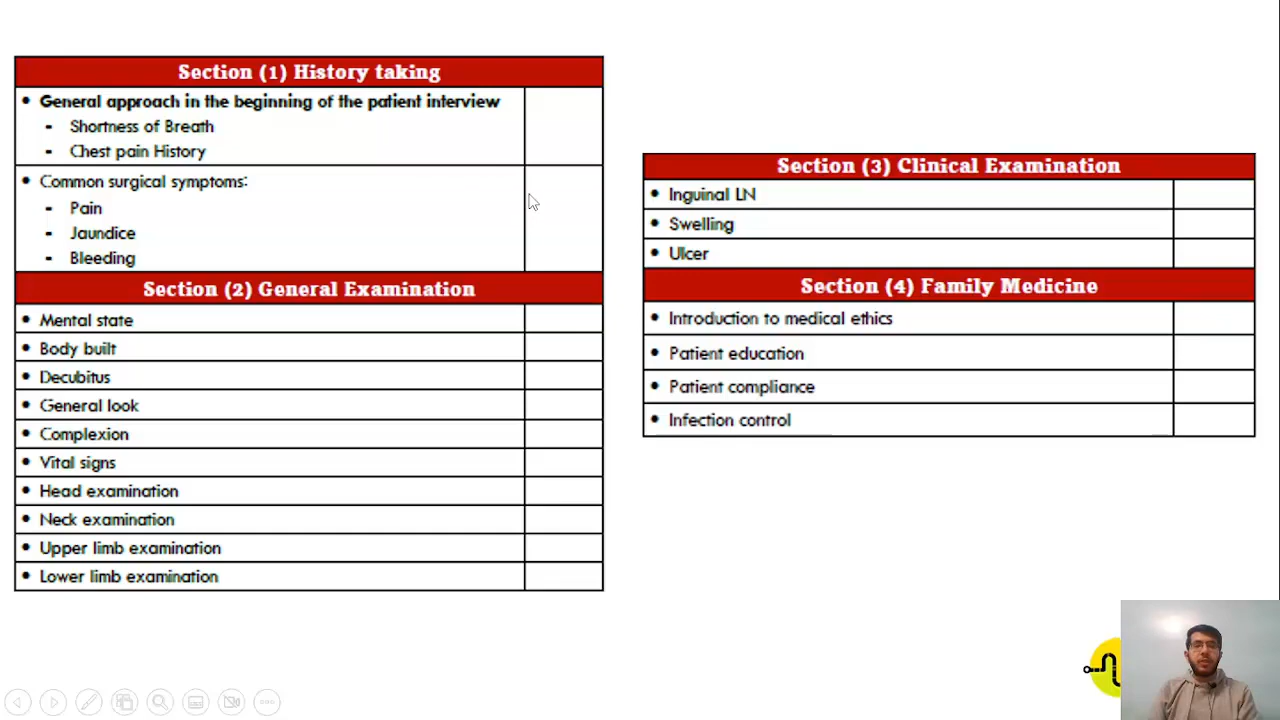 Section (1) History taking
• General approach in the beginning of the patient interview
- Shortness of Breath
- Chest pain History
• Common surgical symptoms:
- Pain
- Jaundice
- Bleeding
Section (2) General Examination
• Mental state
• Body built
• Decubitus
• General look
• Complexion
• Vital signs
• Head examination
• Neck examination
• Upper limb examination
• Lower limb examination
Section (3) Clinical Examination
• Inguinal LN
• Swelling
• Ulcer
Section (4) Family Medicine
• Introduction to medical ethics
• Patient education
• Patient compliance
• Infection control